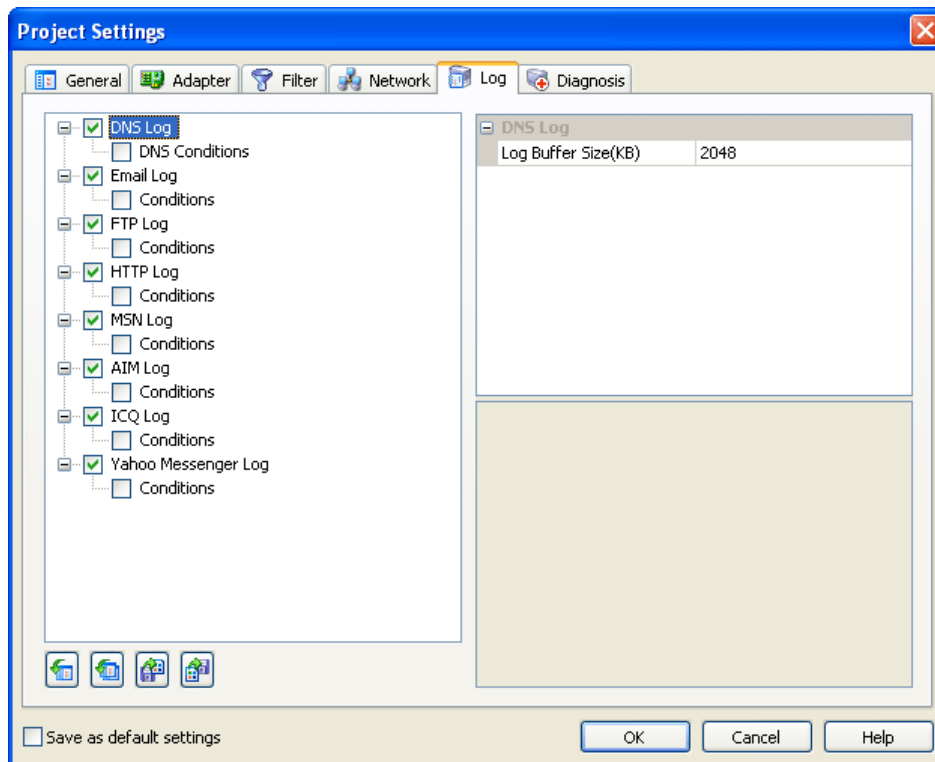 Project Settings
General Adapter Filter Network Log Diagnosis
DNS Log
DNS Conditions
Email Log
Conditions
FTP Log
Conditions
HTTP Log
Conditions
MSN Log
Conditions
AIM Log
Conditions
ICQ Log
Conditions
Yahoo Messenger Log
Conditions
DNS Log
Log Buffer Size(KB) 2048
Save as default settings
OK Cancel Help